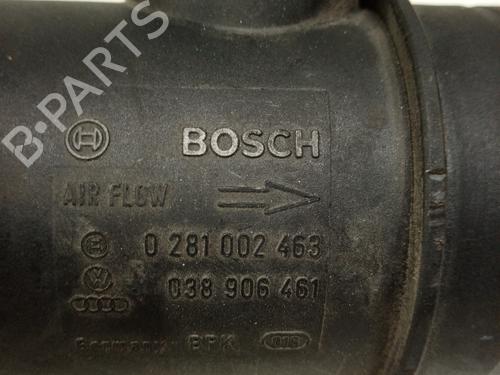 B-PARTS
BOSCH
AIR FLOW
0 281 002 463
038 906 461
Germany BPK